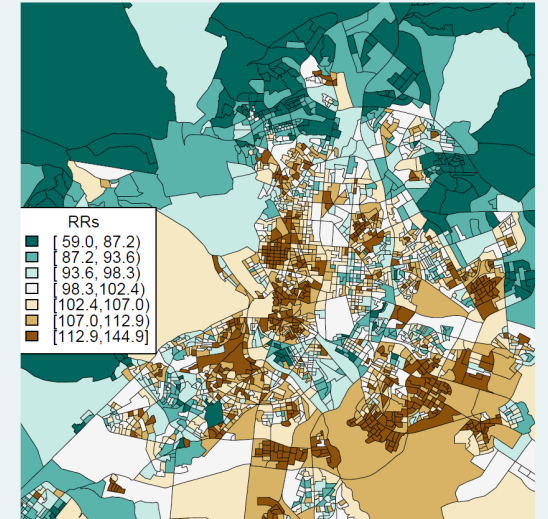 RRs
[ 59.0, 87.2)
[ 87.2, 93.6)
[ 93.6, 98.3)
[ 98.3,102.4)
[102.4,107.0)
[107.0,112.9)
[112.9,144.9]